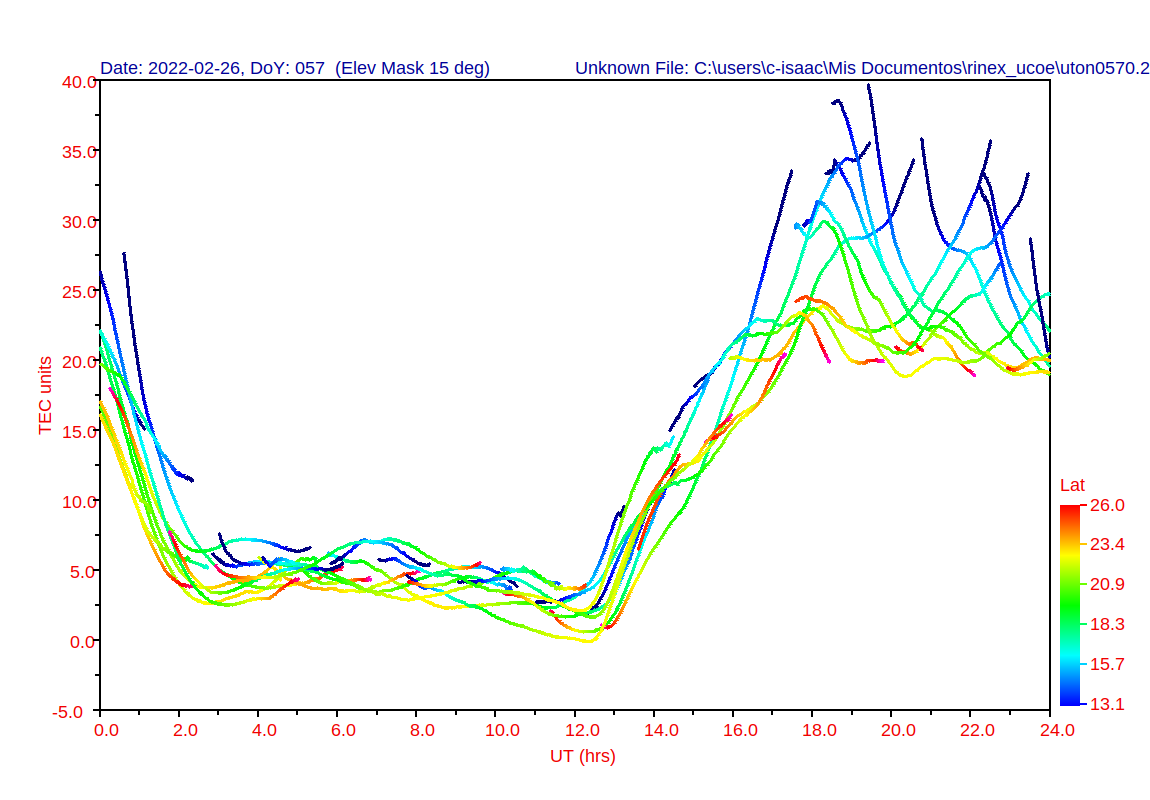 Date: 2022-02-26, DoY: 057  (Elev Mask 15 deg)
Unknown File: C:\users\c-isaac\Mis Documentos\rinex_ucoe\uton0570.2
40.0
35.0
30.0
25.0
20.0
15.0
10.0
5.0
0.0
-5.0
TEC units
0.0 2.0 4.0 6.0 8.0 10.0 12.0 14.0 16.0 18.0 20.0 22.0 24.0
UT (hrs)
Lat
26.0
23.4
20.9
18.3
15.7
13.1